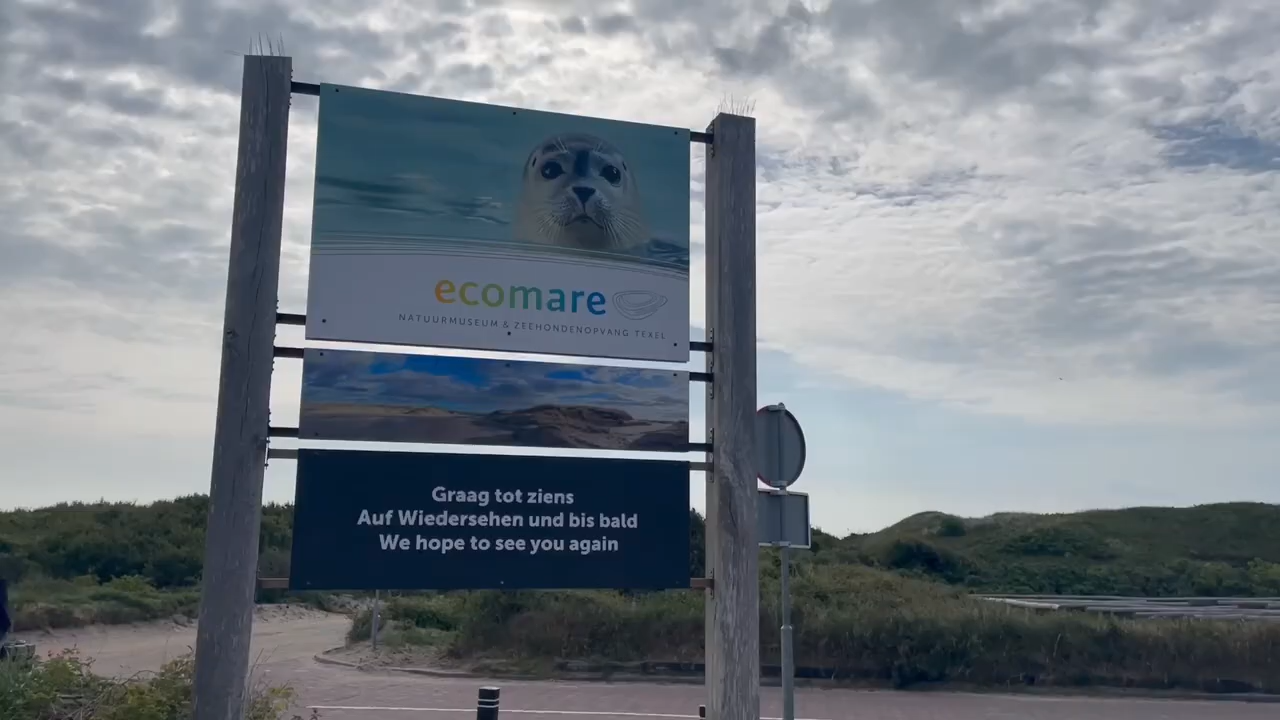 ecomare
NATUURMUSEUM & ZEEHONDENOPVANG TEXEL
Graag tot ziens
Auf Wiedersehen und bis bald
We hope to see you again